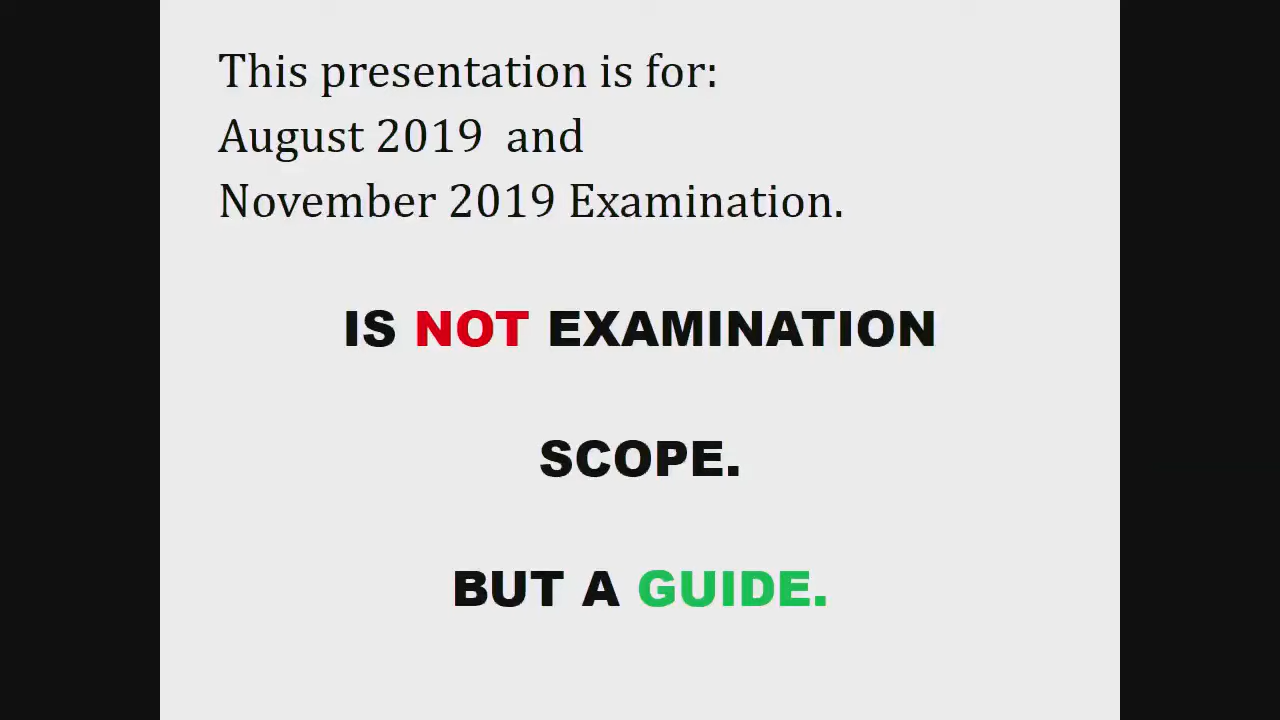 This presentation is for:
August 2019 and
November 2019 Examination.
IS NOT EXAMINATION
SCOPE.
BUT A GUIDE.